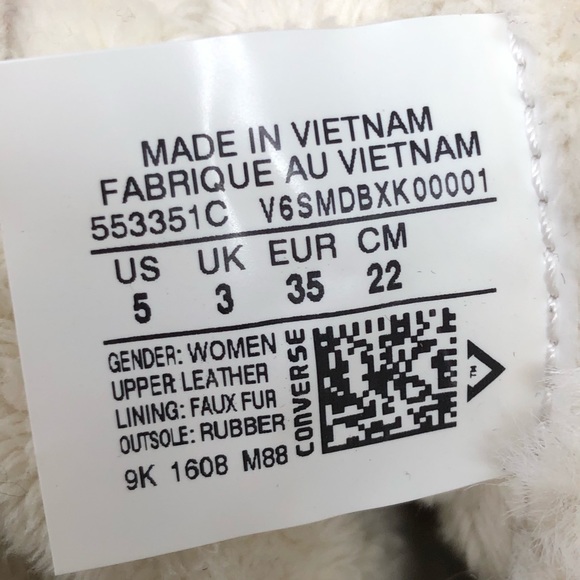 MADE IN VIETNAM
FABRIQUE AU VIETNAM
553351C V6SMDBXK00001
US UK EUR CM
5 3 35 22
GENDER: WOMEN
UPPER: LEATHER
LINING: FAUX FUR
OUTSOLE: RUBBER
9K 1608 M88
CONVERSE
TM